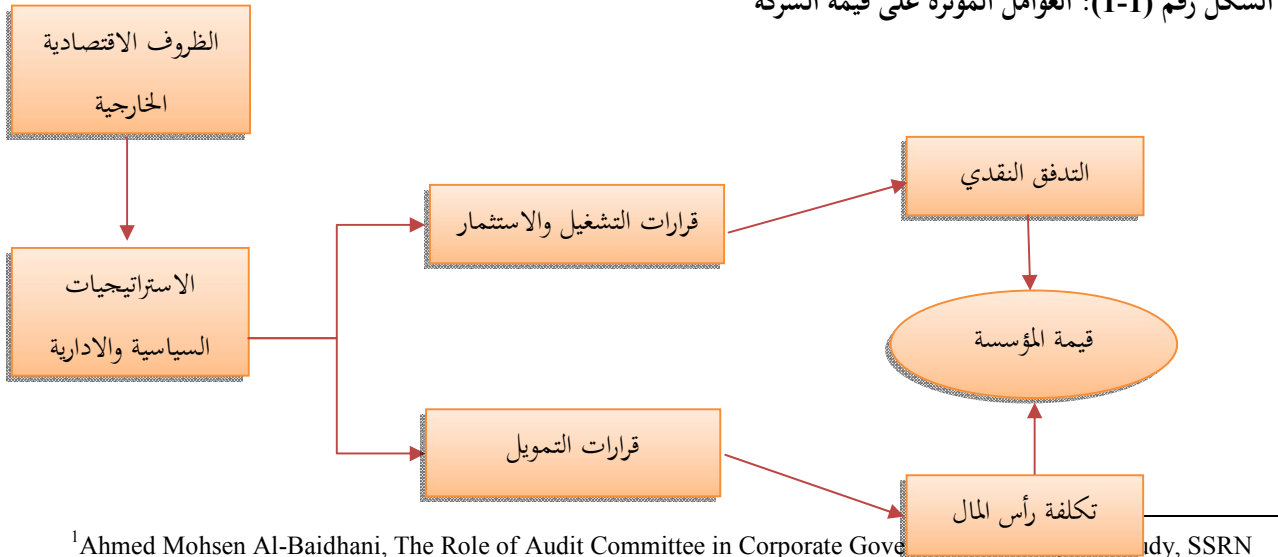 الشكل رقم (1-1): العوامل المؤثرة على قيمة الشركة
الظروف الاقتصادية
الخارجية
الاستراتيجيات
السياسية والادارية
قرارات التشغيل والاستثمار
قرارات التمويل
التدفق النقدي
قيمة المؤسسة
تكلفة رأس المال
1Ahmed Mohsen Al-Baidhani, The Role of Audit Committee in Corporate SSRN